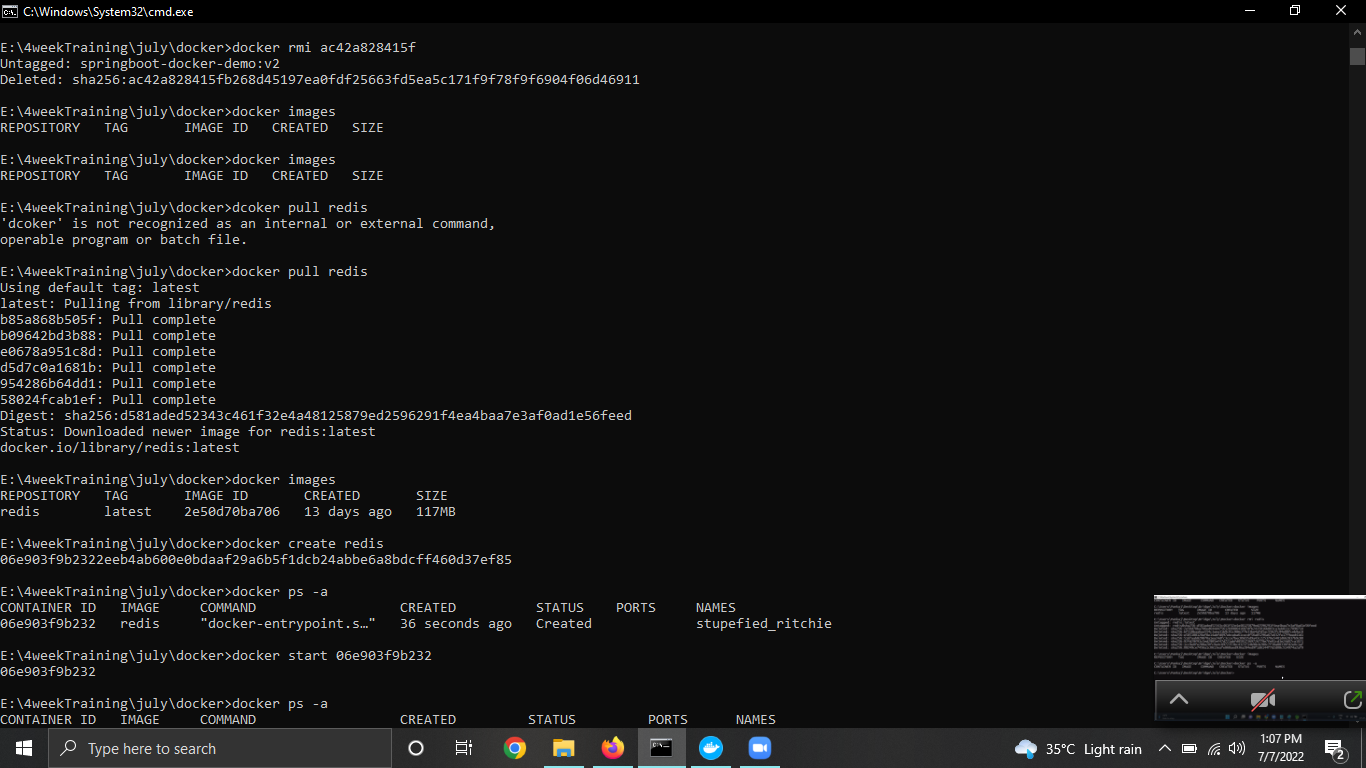 C:\Windows\System32\cmd.exe
E:\4weekTraining\july\docker>docker rmi ac42a828415f
Untagged: springboot-docker-demo:v2
Deleted: sha256:ac42a828415fb268d45197ea0fdf25663fd5ea5c171f9f78f9f6904f06d46911
E:\4weekTraining\july\docker>docker images
REPOSITORY   TAG       IMAGE ID   CREATED   SIZE
E:\4weekTraining\july\docker>docker images
REPOSITORY   TAG       IMAGE ID   CREATED   SIZE
E:\4weekTraining\july\docker>dcoker pull redis
'dcoker' is not recognized as an internal or external command,
operable program or batch file.
E:\4weekTraining\july\docker>docker pull redis
Using default tag: latest
latest: Pulling from library/redis
b85a868b505f: Pull complete
b09642bd3b88: Pull complete
e0678a951c8d: Pull complete
d5d7c0a1681b: Pull complete
954286b64dd1: Pull complete
58024fcab1ef: Pull complete
Digest: sha256:d581aded52343c461f32e4a48125879ed2596291f4ea4baa7e3af0ad1e56feed
Status: Downloaded newer image for redis:latest
docker.io/library/redis:latest
E:\4weekTraining\july\docker>docker images
REPOSITORY   TAG       IMAGE ID       CREATED       SIZE
redis        latest    2e50d70ba706   13 days ago   117MB
E:\4weekTraining\july\docker>docker create redis
06e903f9b2322eeb4ab600e0bdaaf29a6b5f1dcb24abbe6a8bdcff460d37ef85
E:\4weekTraining\july\docker>docker ps -a
CONTAINER ID   IMAGE     COMMAND                  CREATED          STATUS    PORTS     NAMES
06e903f9b232   redis     "docker-entrypoint.s…"   36 seconds ago   Created             stupefied_ritchie
E:\4weekTraining\july\docker>docker start 06e903f9b232
06e903f9b232
E:\4weekTraining\july\docker>docker ps -a
CONTAINER ID   IMAGE     COMMAND                  CREATED         STATUS         PORTS     NAMES
Type here to search
35°C Light rain
1:07 PM
7/7/2022
2